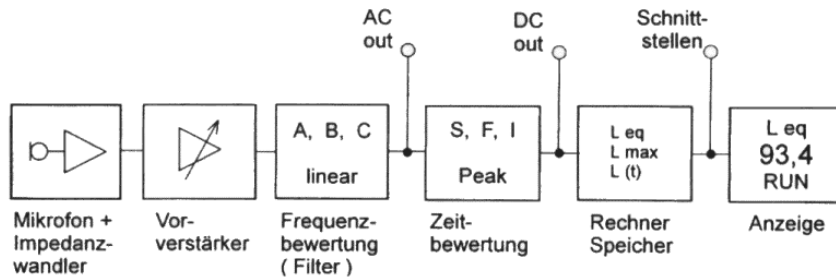 AC
out
DC
out
Schnitt-
stellen
A, B, C
linear
S, F, I
Peak
L eq
L max
L (t)
L eq
93,4
RUN
Mikrofon +
Impedanz-
wandler
Vor-
verstärker
Frequenz-
bewertung
( Filter )
Zeit-
bewertung
Rechner
Speicher
Anzeige